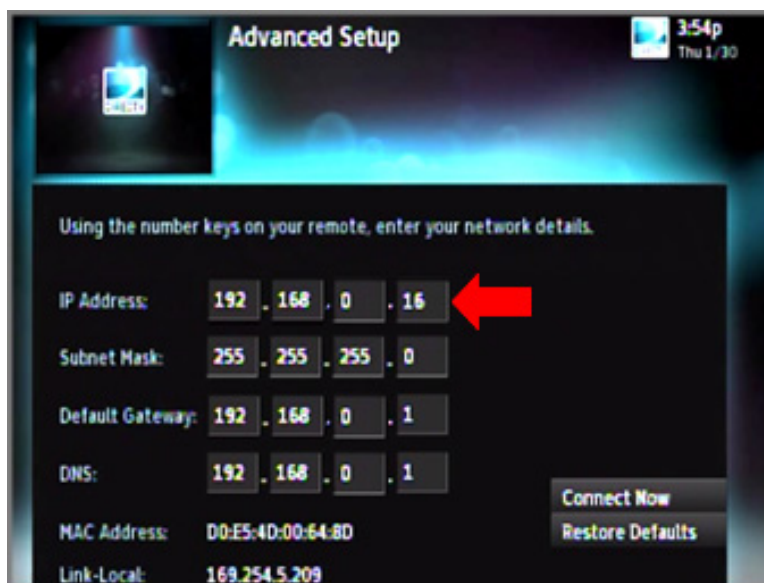 Advanced Setup
3:54p
Thu 1/30
DIRECTV
Using the number keys on your remote, enter your network details.
IP Address: 192 . 168 . 0 . 16
Subnet Mask: 255 . 255 . 255 . 0
Default Gateway: 192 . 168 . 0 . 1
DNS: 192 . 168 . 0 . 1
Connect Now
MAC Address: D0:E5:4D:00:64:8D
Restore Defaults
Link-Local: 169.254.5.209